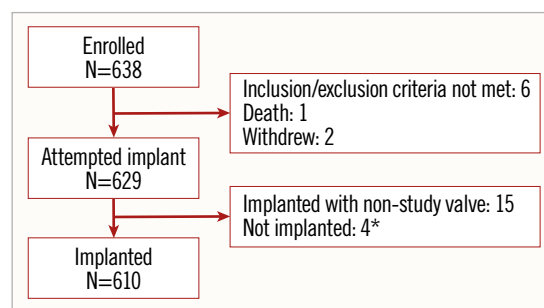 Enrolled
N=638
Inclusion/exclusion criteria not met: 6
Death: 1
Withdrew: 2
Attempted implant
N=629
Implanted with non-study valve: 15
Not implanted: 4*
Implanted
N=610